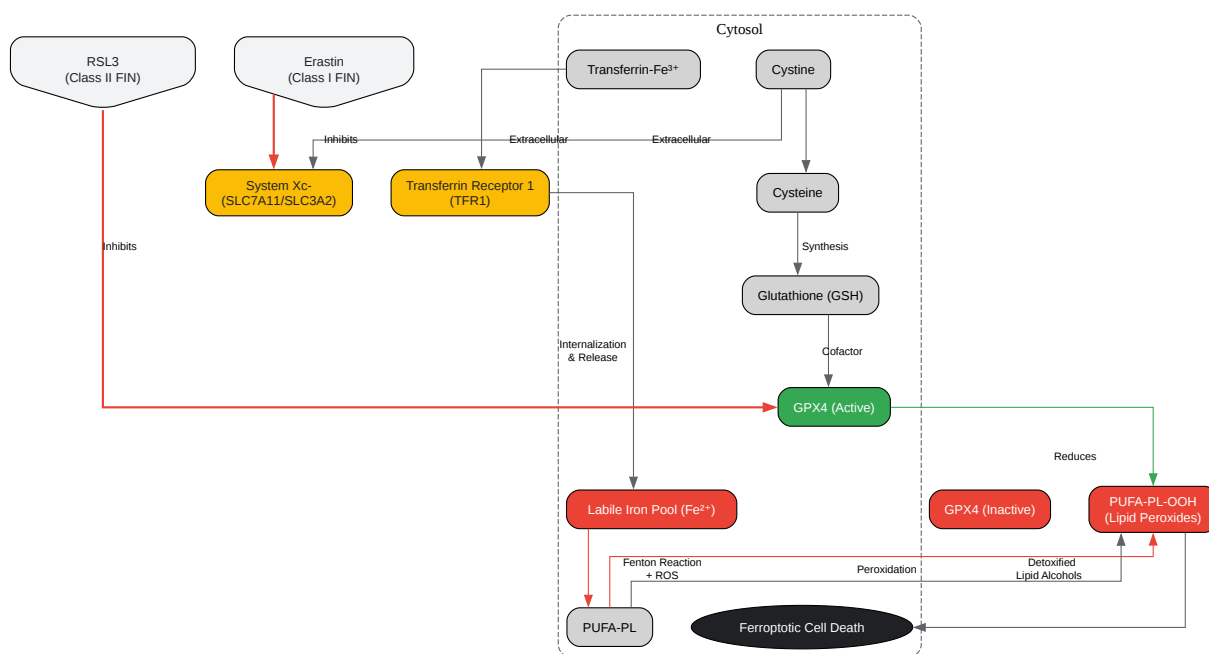 Cytosol
RSL3
(Class II FIN)
Erastin
(Class I FIN)
Transferrin-Fe³⁺
Cystine
Inhibits
Extracellular
Extracellular
System Xc-
(SLC7A11/SLC3A2)
Transferrin Receptor 1
(TFR1)
Cysteine
Inhibits
Synthesis
Glutathione (GSH)
Internalization
& Release
Cofactor
GPX4 (Active)
Reduces
Labile Iron Pool (Fe²⁺)
GPX4 (Inactive)
PUFA-PL-OOH
(Lipid Peroxides)
Fenton Reaction
+ ROS
Peroxidation
Detoxified
Lipid Alcohols
PUFA-PL
Ferroptotic Cell Death